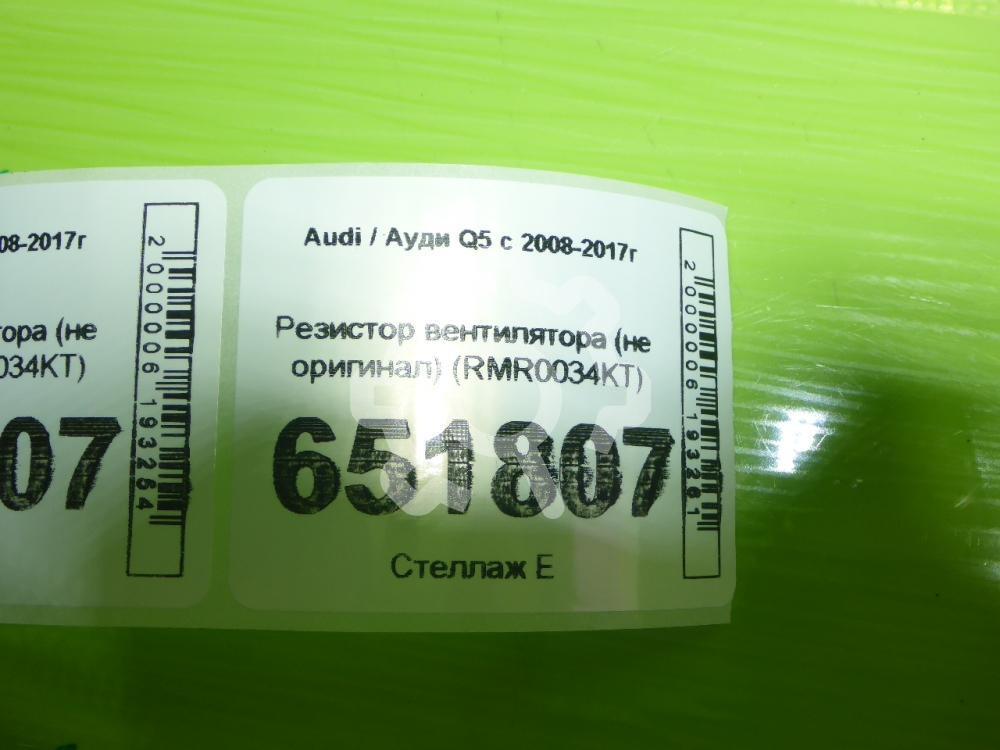 08-2017г
тора (не
034KT)
07
2000006193264
Audi / Ауди Q5 с 2008-2017г
Резистор вентилятора (не
оригинал) (RMR0034KT)
651807
Стеллаж Е
2000006193261